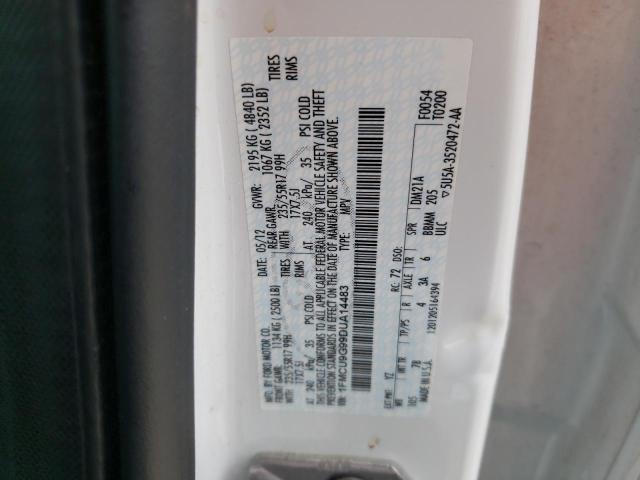 MFD. BY FORD MOTOR CO.
DATE: 05/12 GVWR: 2195 KG ( 4840 LB)
FRONT GAWR: 1134 KG ( 2500 LB) REAR GAWR: 1067 KG ( 2352 LB)
235/55R17 99H TIRES WITH 235/55R17 99H TIRES
17X7.5J RIMS 17X7.5J RIMS
AT 240 kPa/ 35 PSI COLD AT 240 kPa/ 35 PSI COLD
THIS VEHICLE CONFORMS TO ALL APPLICABLE FEDERAL MOTOR VEHICLE SAFETY AND THEFT
PREVENTION STANDARDS IN EFFECT ON THE DATE OF MANUFACTURE SHOWN ABOVE.
VIN: 1FMCU9G99DUA14483 TYPE: MPV
EXT PNT: YZ RC: 72 DSO: F0054
WB INT TR TP/PS R AXLE TR SPR DM21A T0200
105 7B 4 3A 6 BBMM 205
MADE IN U.S.A. 1201205164394 ULC ▽5U5A-3520472-AA